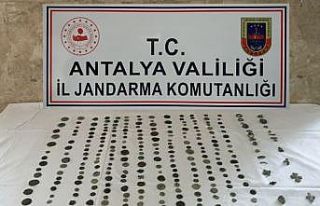 T.C.
ANTALYA VALİLİĞİ
İL JANDARMA KOMUTANLIĞI